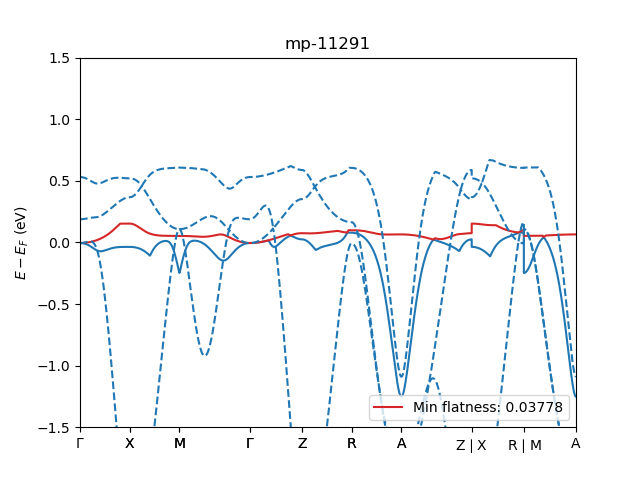 mp-11291
1.5
1.0
0.5
0.0
−0.5
−1.0
−1.5
E − E_F (eV)
Min flatness: 0.03778
Γ X M Γ Z R A Z | X R | M A